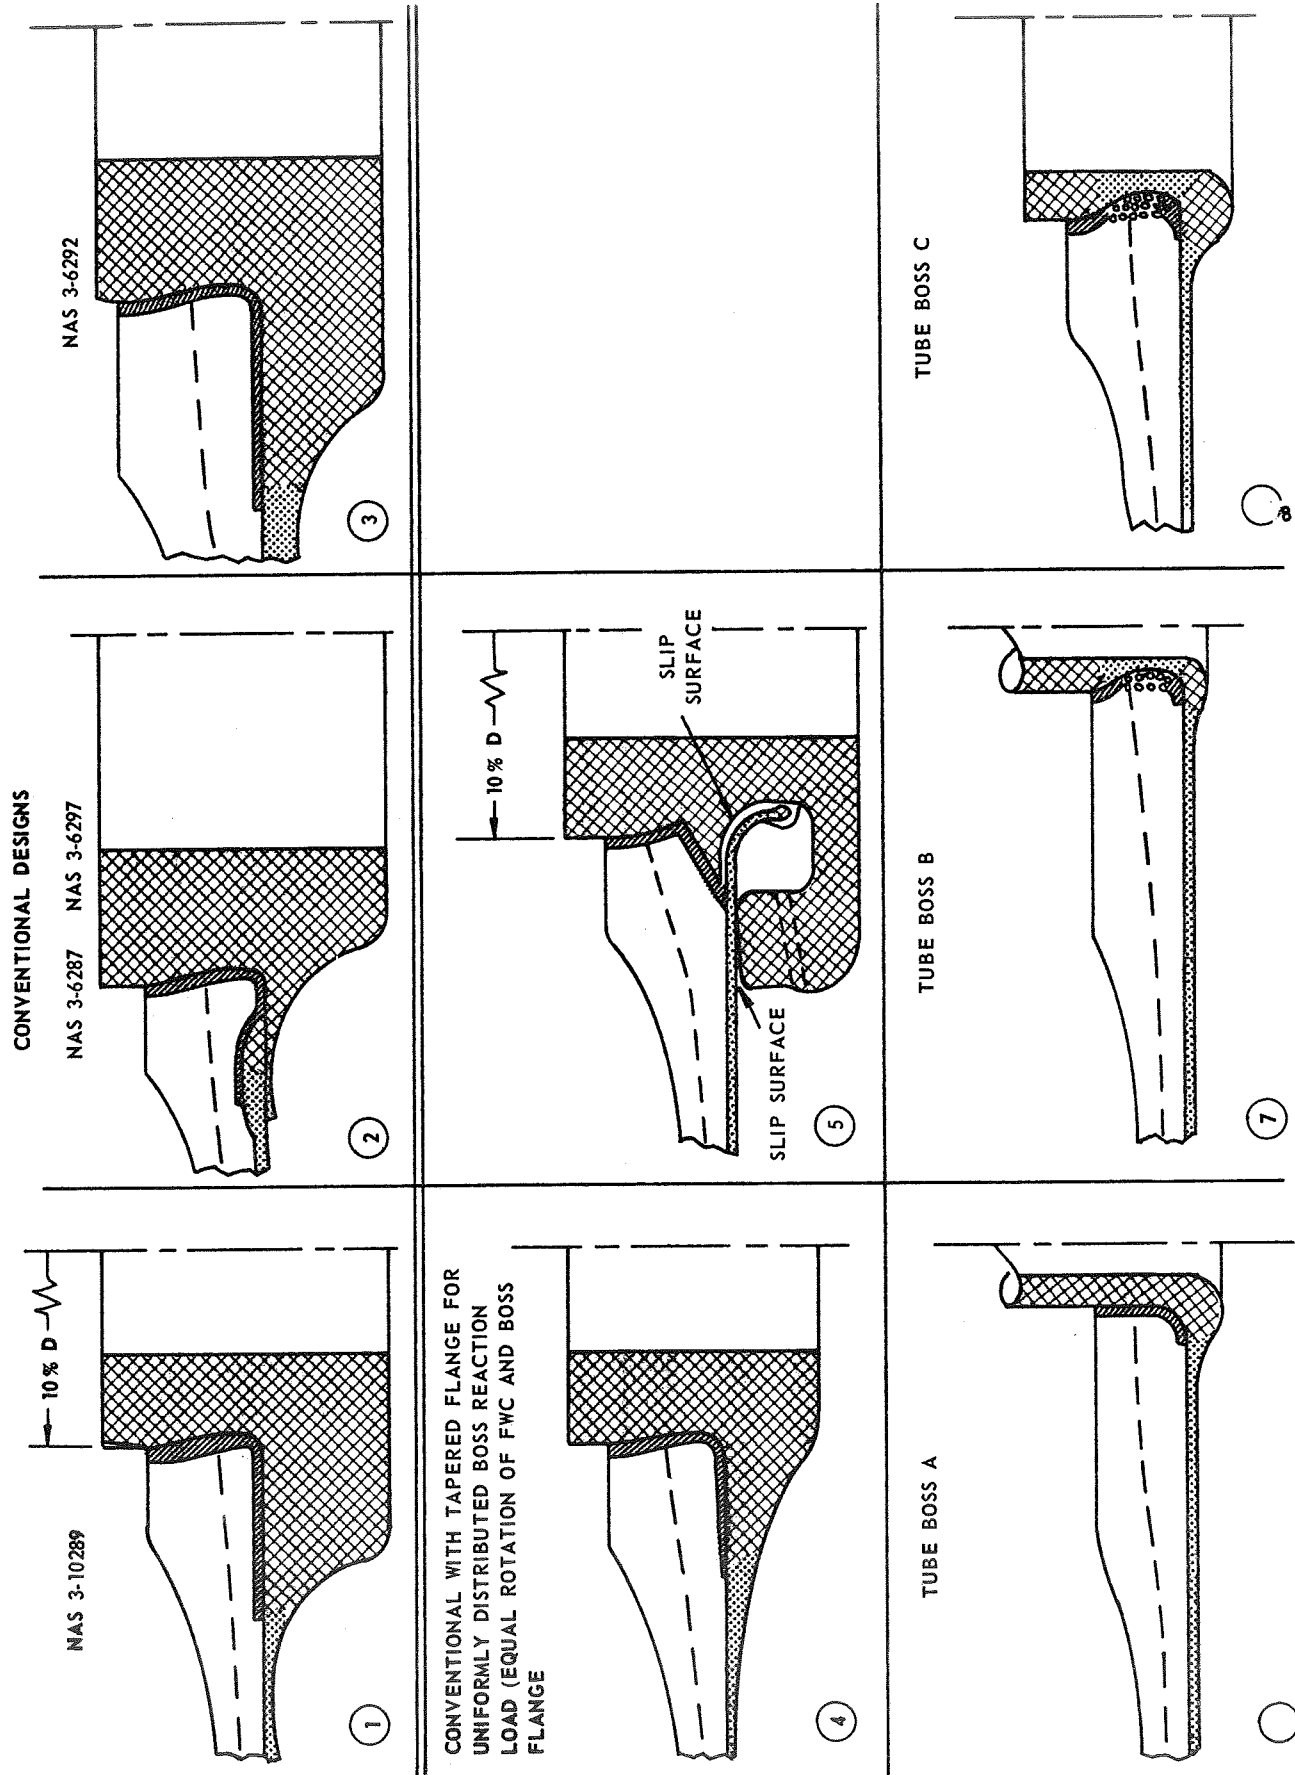 CONVENTIONAL DESIGNS
NAS 3-10289
10% D
1
NAS 3-6287 NAS 3-6297
2
NAS 3-6292
3
CONVENTIONAL WITH TAPERED FLANGE FOR
UNIFORMLY DISTRIBUTED BOSS REACTION
LOAD (EQUAL ROTATION OF FWC AND BOSS
FLANGE
4
10% D
SLIP
SURFACE
SLIP SURFACE
5
TUBE BOSS A
TUBE BOSS B
7
TUBE BOSS C
8